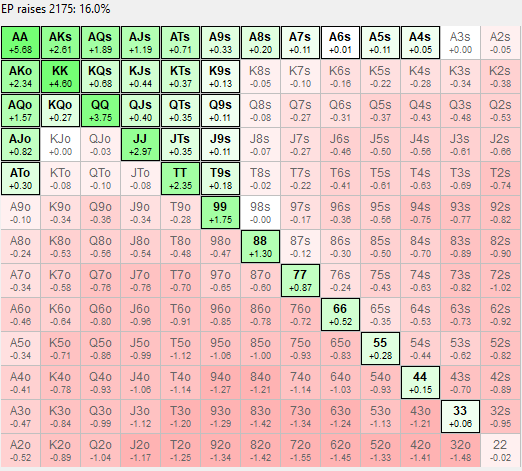 EP raises 2175: 16.0%
AA AKs AQs AJs ATs A9s A8s A7s A6s A5s A4s A3s A2s
+5.68 +2.61 +1.89 +1.19 +0.71 +0.33 +0.20 +0.11 +0.01 +0.11 +0.05 +0.00 -0.05
AKo KK KQs KJs KTs K9s K8s K7s K6s K5s K4s K3s K2s
+2.34 +4.60 +0.68 +0.44 +0.37 +0.13 -0.05 -0.10 -0.16 -0.22 -0.28 -0.34 -0.38
AQo KQo QQ QJs QTs Q9s Q8s Q7s Q6s Q5s Q4s Q3s Q2s
+1.57 +0.27 +3.75 +0.40 +0.35 +0.11 -0.08 -0.27 -0.31 -0.37 -0.43 -0.48 -0.53
AJo KJo QJo JJ JTs J9s J8s J7s J6s J5s J4s J3s J2s
+0.82 +0.00 -0.03 +2.97 +0.35 +0.11 -0.07 -0.27 -0.46 -0.50 -0.56 -0.61 -0.66
ATo KTo QTo JTo TT T9s T8s T7s T6s T5s T4s T3s T2s
+0.30 -0.08 -0.10 -0.08 +2.35 +0.18 -0.02 -0.22 -0.41 -0.61 -0.63 -0.69 -0.74
A9o K9o Q9o J9o T9o 99 98s 97s 96s 95s 94s 93s 92s
-0.10 -0.34 -0.36 -0.34 -0.28 +1.75 -0.00 -0.17 -0.36 -0.56 -0.75 -0.77 -0.82
A8o K8o Q8o J8o T8o 98o 88 87s 86s 85s 84s 83s 82s
-0.24 -0.53 -0.56 -0.54 -0.48 -0.47 +1.30 -0.12 -0.30 -0.50 -0.70 -0.89 -0.90
A7o K7o Q7o J7o T7o 97o 87o 77 76s 75s 74s 73s 72s
-0.34 -0.58 -0.76 -0.76 -0.70 -0.65 -0.60 +0.87 -0.24 -0.43 -0.63 -0.82 -1.02
A6o K6o Q6o J6o T6o 96o 86o 76o 66 65s 64s 63s 62s
-0.46 -0.64 -0.80 -0.96 -0.91 -0.85 -0.78 -0.72 +0.52 -0.35 -0.53 -0.73 -0.92
A5o K5o Q5o J5o T5o 95o 85o 75o 65o 55 54s 53s 52s
-0.34 -0.71 -0.86 -0.99 -1.12 -1.06 -1.00 -0.93 -0.83 +0.28 -0.44 -0.62 -0.82
A4o K4o Q4o J4o T4o 94o 84o 74o 64o 54o 44 43s 42s
-0.41 -0.78 -0.93 -1.06 -1.14 -1.27 -1.21 -1.14 -1.03 -0.93 +0.15 -0.70 -0.89
A3o K3o Q3o J3o T3o 93o 83o 73o 63o 53o 43o 33 32s
-0.47 -0.84 -0.99 -1.12 -1.20 -1.29 -1.42 -1.34 -1.24 -1.13 -1.21 +0.06 -0.95
A2o K2o Q2o J2o T2o 92o 82o 72o 62o 52o 42o 32o 22
-0.52 -0.89 -1.04 -1.17 -1.25 -1.34 -1.42 -1.55 -1.45 -1.33 -1.41 -1.48 -0.02